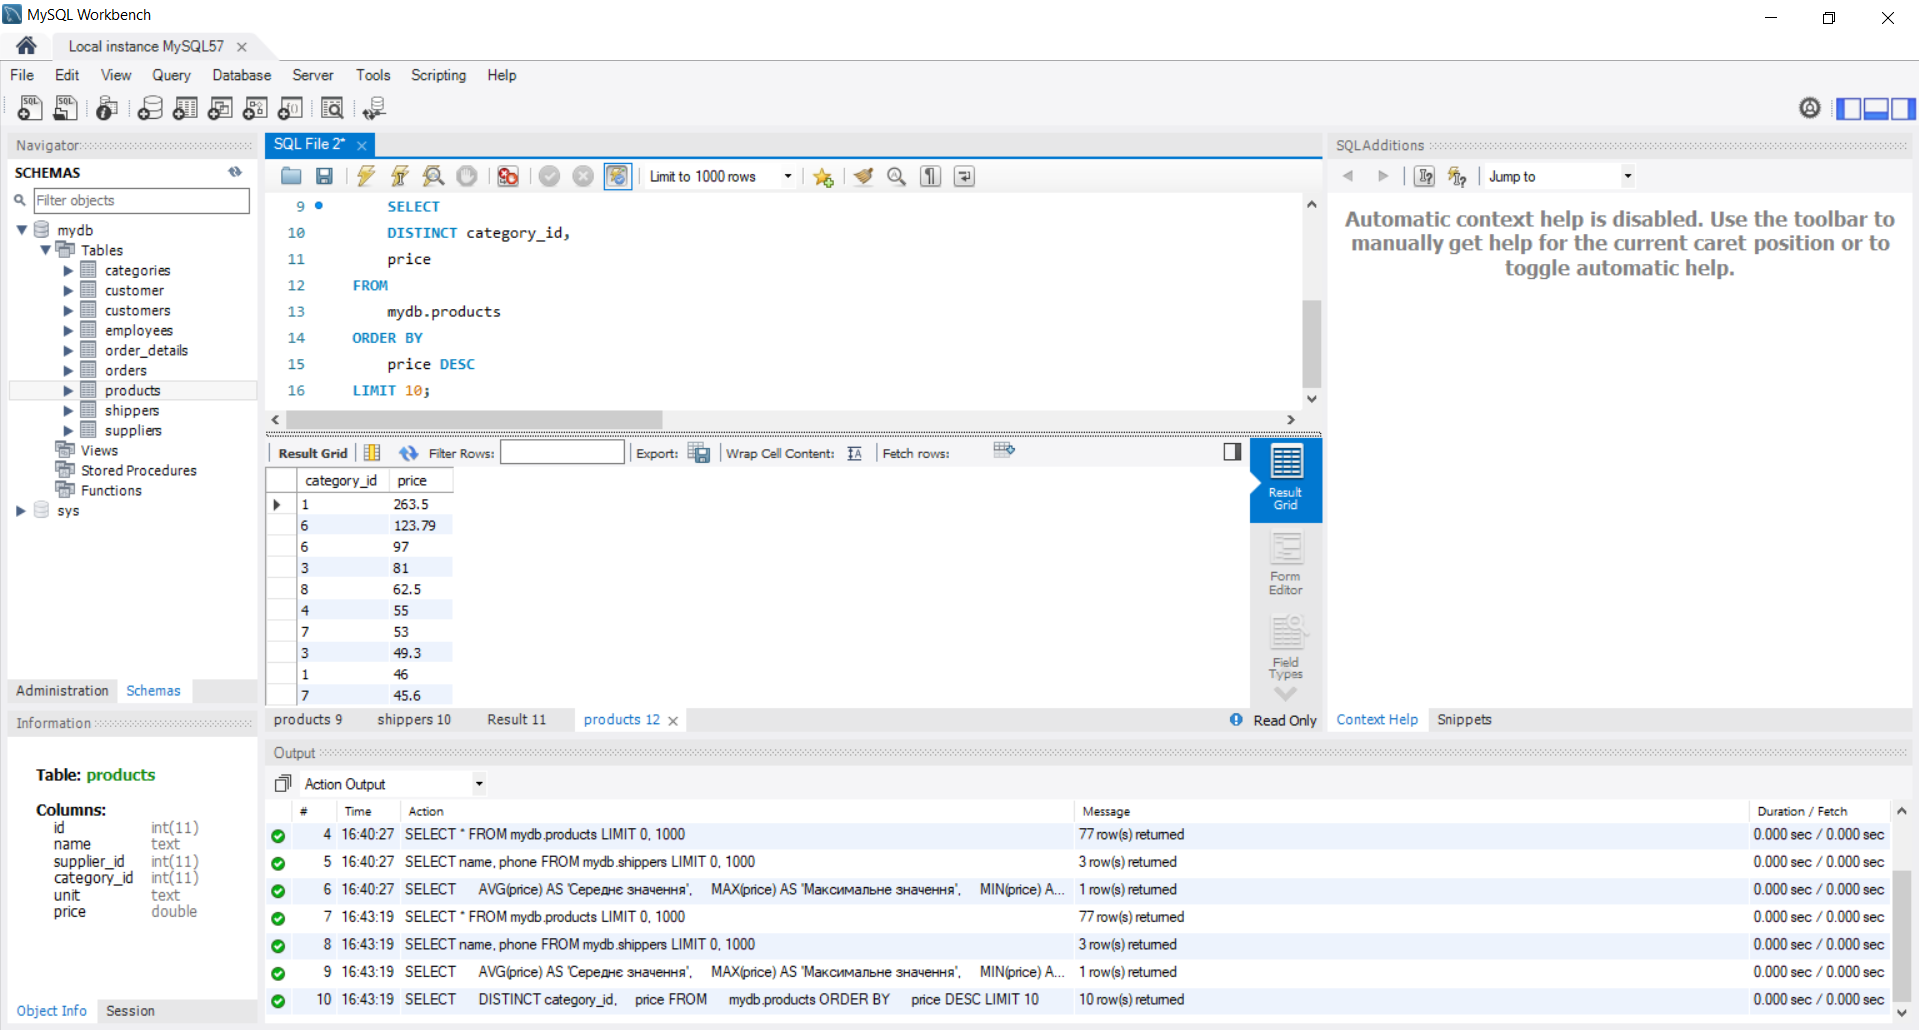 MySQL Workbench
Local instance MySQL57
File Edit View Query Database Server Tools Scripting Help
Navigator
SCHEMAS
Filter objects
mydb
Tables
categories
customer
customers
employees
order_details
orders
products
shippers
suppliers
Views
Stored Procedures
Functions
sys
Administration Schemas
Information
Table: products
Columns:
id int(11)
name text
supplier_id int(11)
category_id int(11)
unit text
price double
Object Info Session
SQL File 2*
Limit to 1000 rows
9 SELECT
10 DISTINCT category_id,
11 price
12 FROM
13 mydb.products
14 ORDER BY
15 price DESC
16 LIMIT 10;
Result Grid Filter Rows: Export: Wrap Cell Content: Fetch rows:
category_id price
1 263.5
6 123.79
6 97
3 81
8 62.5
4 55
7 53
3 49.3
1 46
7 45.6
Result
Grid
Form
Editor
Field
Types
products 9 shippers 10 Result 11 products 12 Read Only
SQLAdditions
Jump to
Automatic context help is disabled. Use the toolbar to
manually get help for the current caret position or to
toggle automatic help.
Context Help Snippets
Output
Action Output
# Time Action Message Duration / Fetch
4 16:40:27 SELECT * FROM mydb.products LIMIT 0, 1000 77 row(s) returned 0.000 sec / 0.000 sec
5 16:40:27 SELECT name, phone FROM mydb.shippers LIMIT 0, 1000 3 row(s) returned 0.000 sec / 0.000 sec
6 16:40:27 SELECT AVG(price) AS 'Середнє значення', MAX(price) AS 'Максимальне значення', MIN(price) A... 1 row(s) returned 0.000 sec / 0.000 sec
7 16:43:19 SELECT * FROM mydb.products LIMIT 0, 1000 77 row(s) returned 0.000 sec / 0.000 sec
8 16:43:19 SELECT name, phone FROM mydb.shippers LIMIT 0, 1000 3 row(s) returned 0.000 sec / 0.000 sec
9 16:43:19 SELECT AVG(price) AS 'Середнє значення', MAX(price) AS 'Максимальне значення', MIN(price) A... 1 row(s) returned 0.000 sec / 0.000 sec
10 16:43:19 SELECT DISTINCT category_id, price FROM mydb.products ORDER BY price DESC LIMIT 10 10 row(s) returned 0.000 sec / 0.000 sec